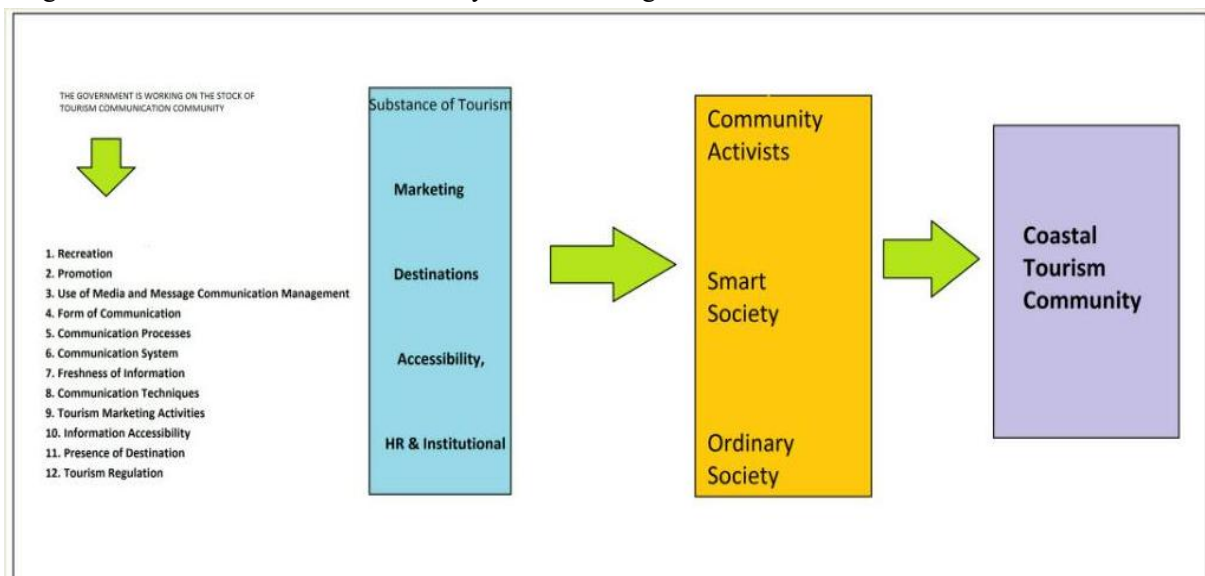 THE GOVERNMENT IS WORKING ON THE STOCK OF
TOURISM COMMUNICATION COMMUNITY
1. Recreation
2. Promotion
3. Use of Media and Message Communication Management
4. Form of Communication
5. Communication Processes
6. Communication System
7. Freshness of Information
8. Communication Techniques
9. Tourism Marketing Activities
10. Information Accessibility
11. Presence of Destination
12. Tourism Regulation
Substance of Tourism
Marketing
Destinations
Accessibility,
HR & Institutional
Community
Activists
Smart
Society
Ordinary
Society
Coastal
Tourism
Community